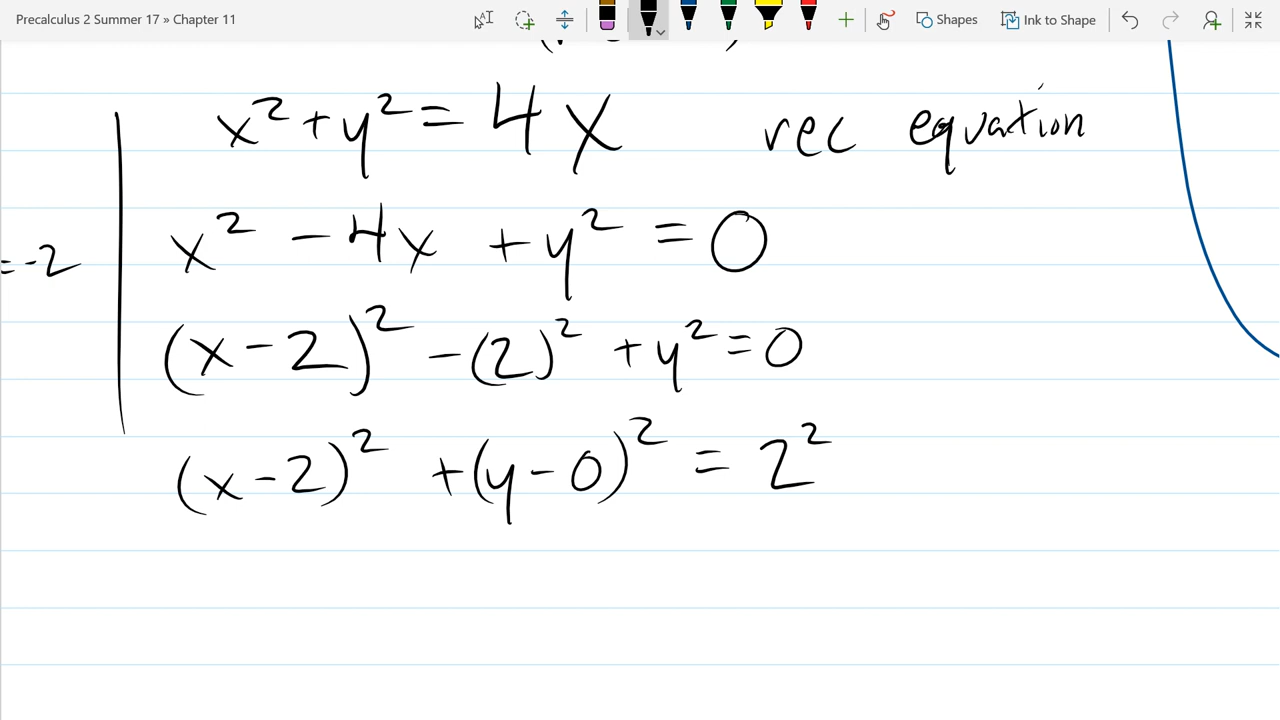 Precalculus 2 Summer 17 » Chapter 11
Shapes
Ink to Shape
x² + y² = 4x rec equation
= -2
x² - 4x + y² = 0
(x - 2)² - (2)² + y² = 0
(x - 2)² + (y - 0)² = 2²